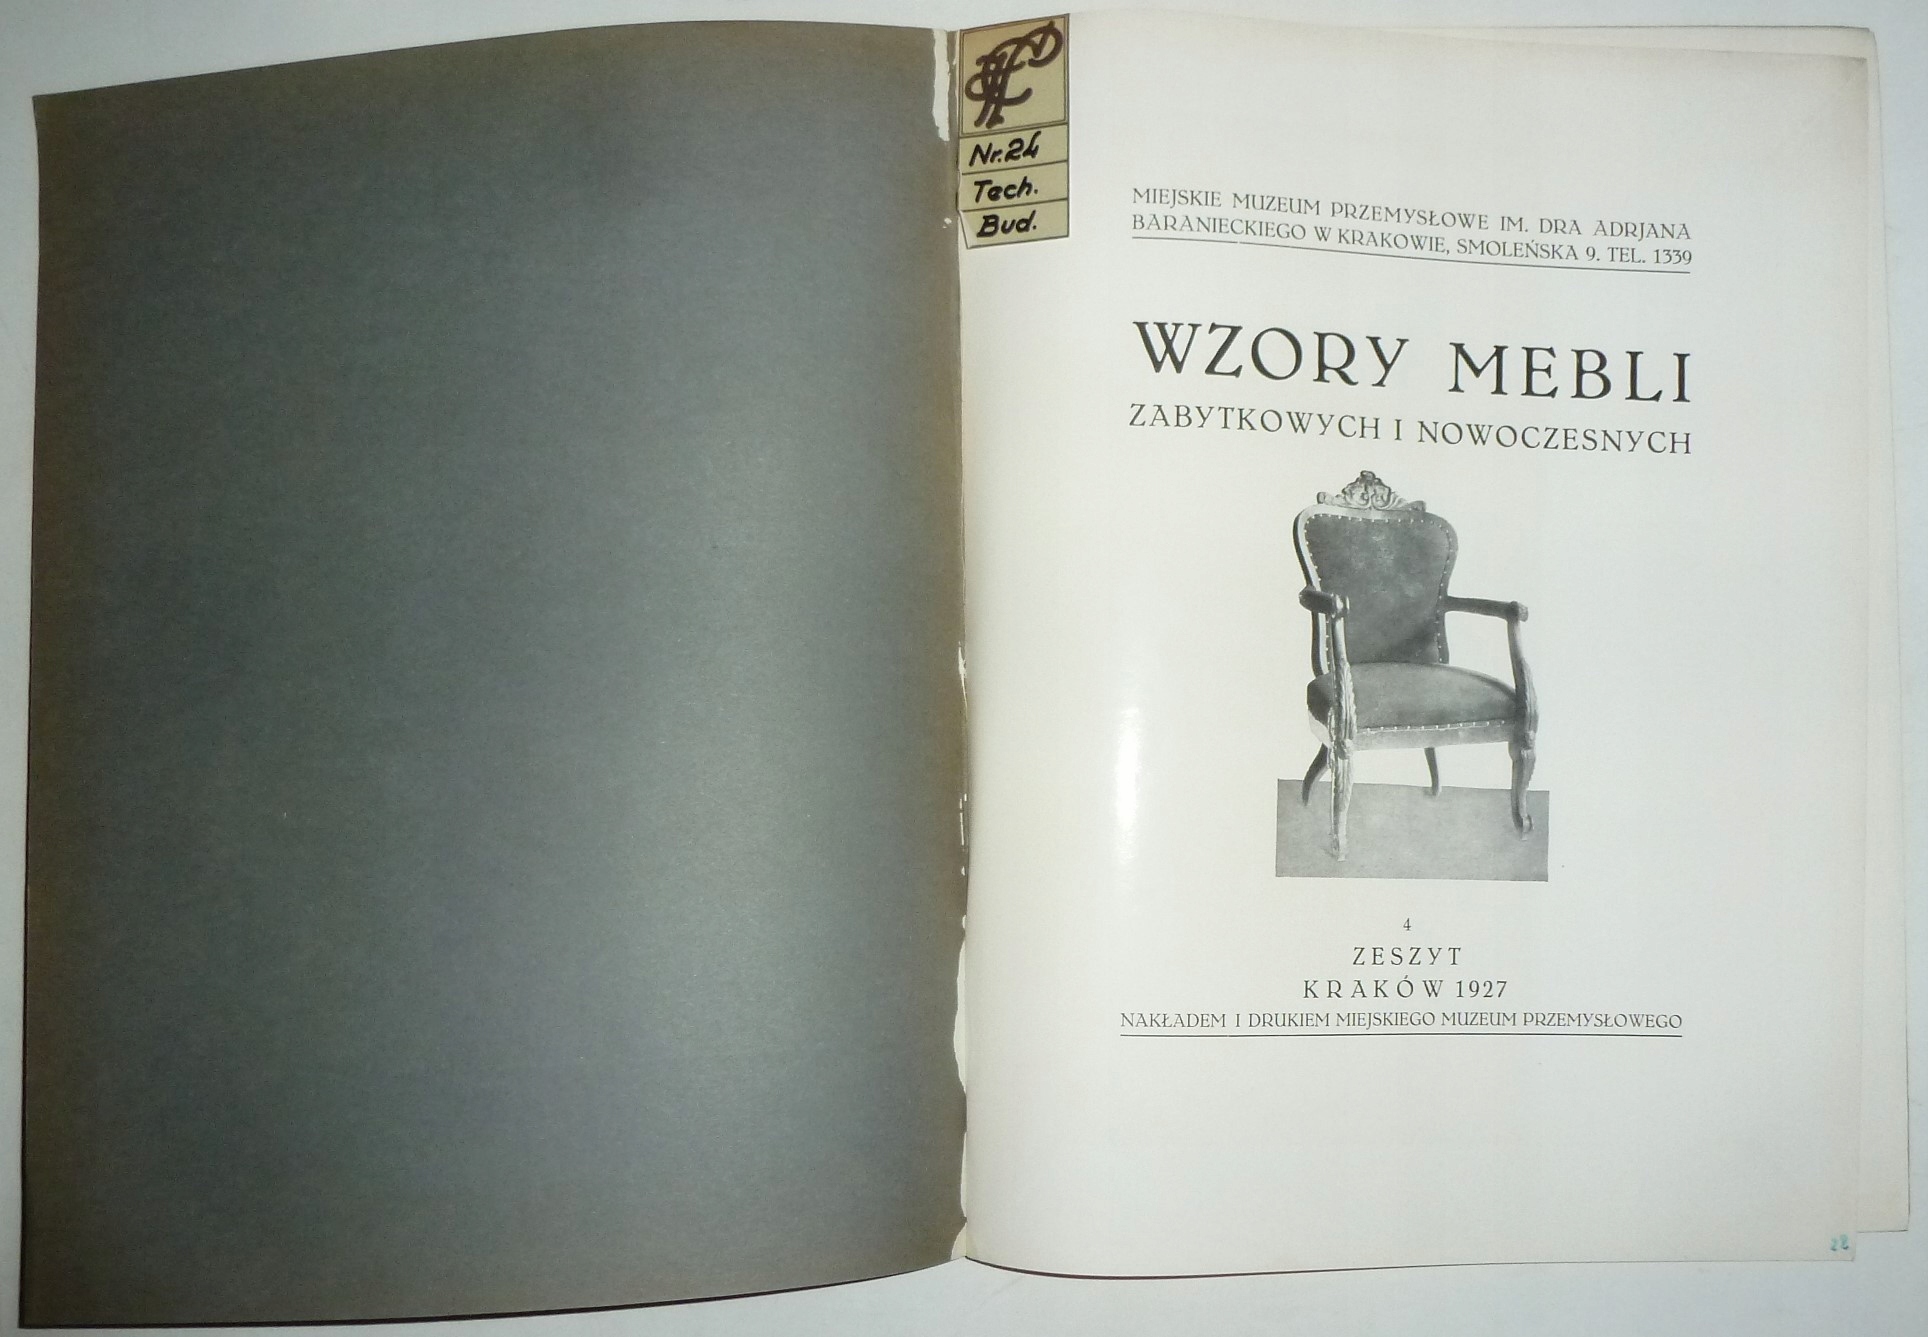 Nr. 24
Tech.
Bud.
MIEJSKIE MUZEUM PRZEMYSŁOWE IM. DRA ADRJANA
BARANIECKIEGO W KRAKOWIE, SMOLEŃSKA 9. TEL. 1339
WZORY MEBLI
ZABYTKOWYCH I NOWOCZESNYCH
4
ZESZYT
KRAKÓW 1927
NAKŁADEM I DRUKIEM MIEJSKIEGO MUZEUM PRZEMYSŁOWEGO
28